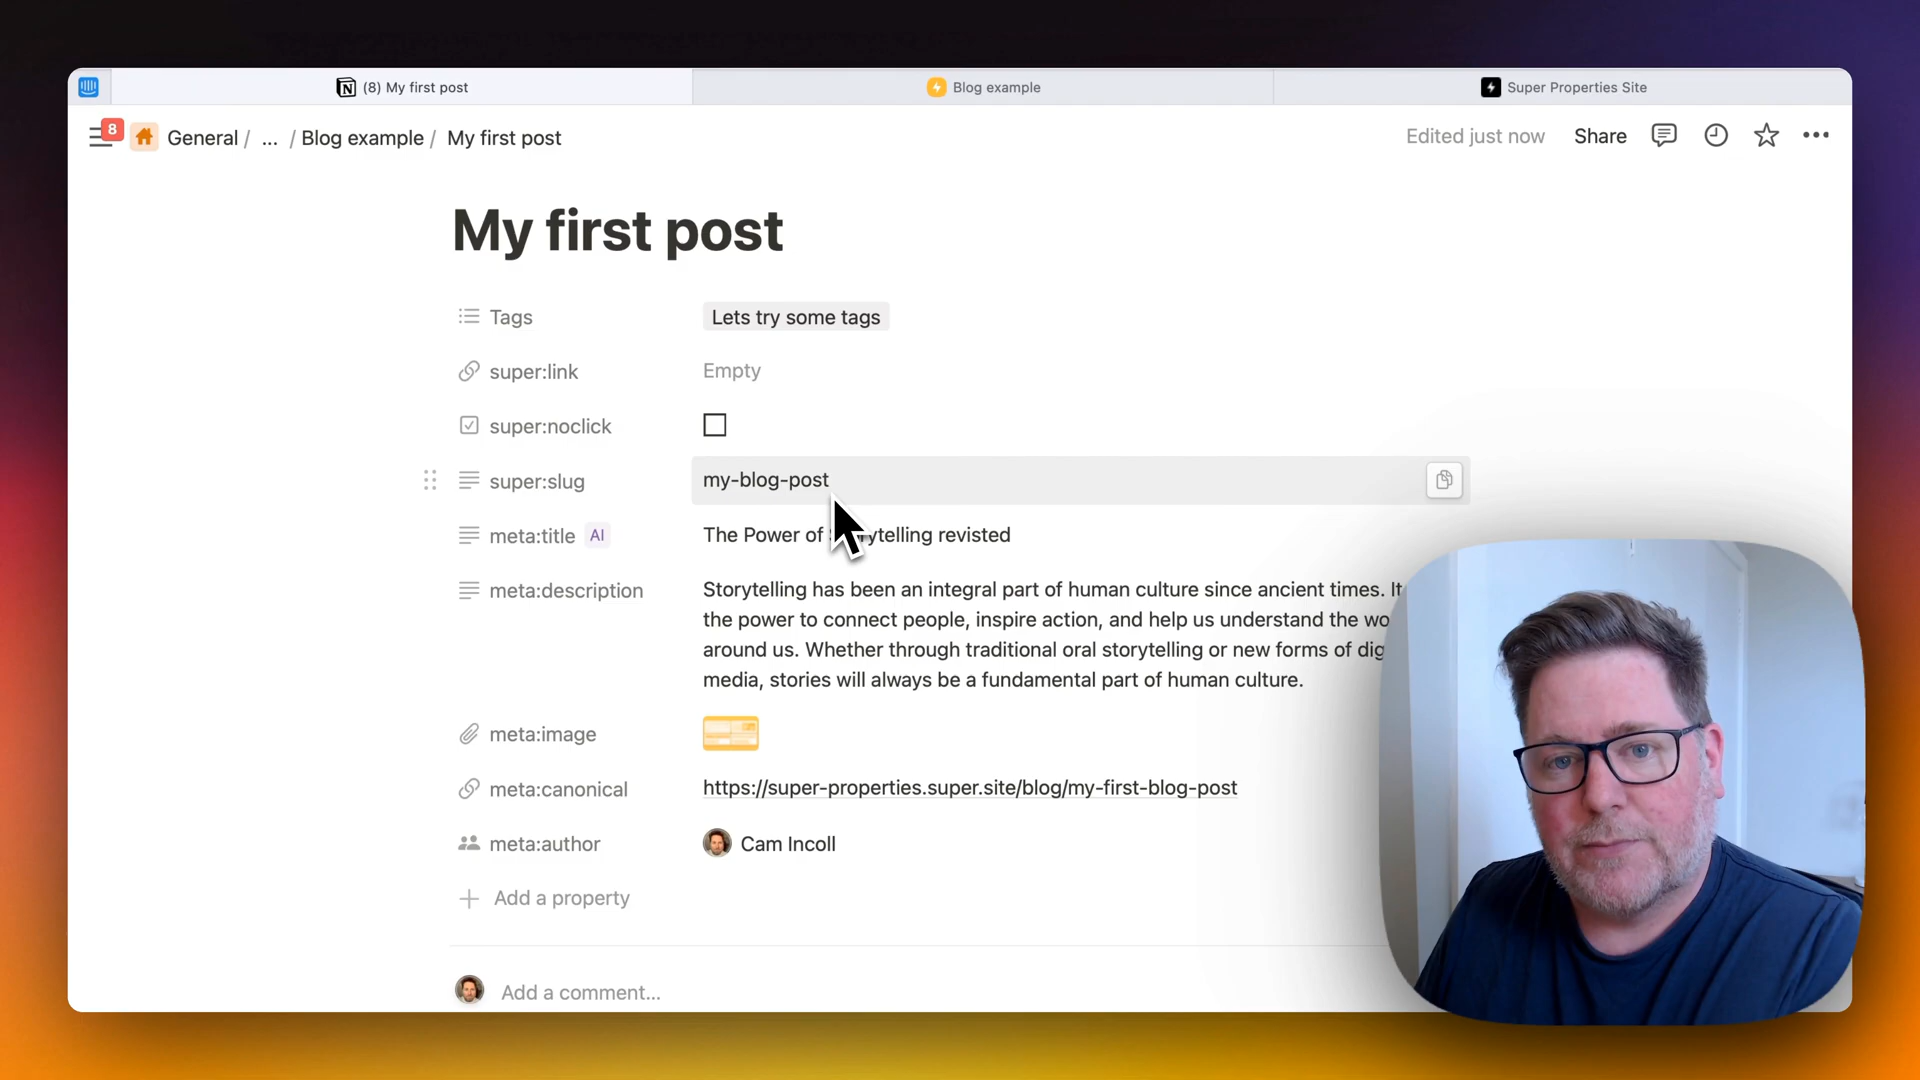 (8) My first post
Blog example
Super Properties Site
8
General / ... / Blog example / My first post
Edited just now
Share
My first post
Tags
Lets try some tags
super:link
Empty
super:noclick
super:slug
my-blog-post
meta:title AI
The Power of S rytelling revisted
meta:description
Storytelling has been an integral part of human culture since ancient times. It
the power to connect people, inspire action, and help us understand the wo
around us. Whether through traditional oral storytelling or new forms of dig
media, stories will always be a fundamental part of human culture.
meta:image
meta:canonical
https://super-properties.super.site/blog/my-first-blog-post
meta:author
Cam Incoll
Add a property
Add a comment...